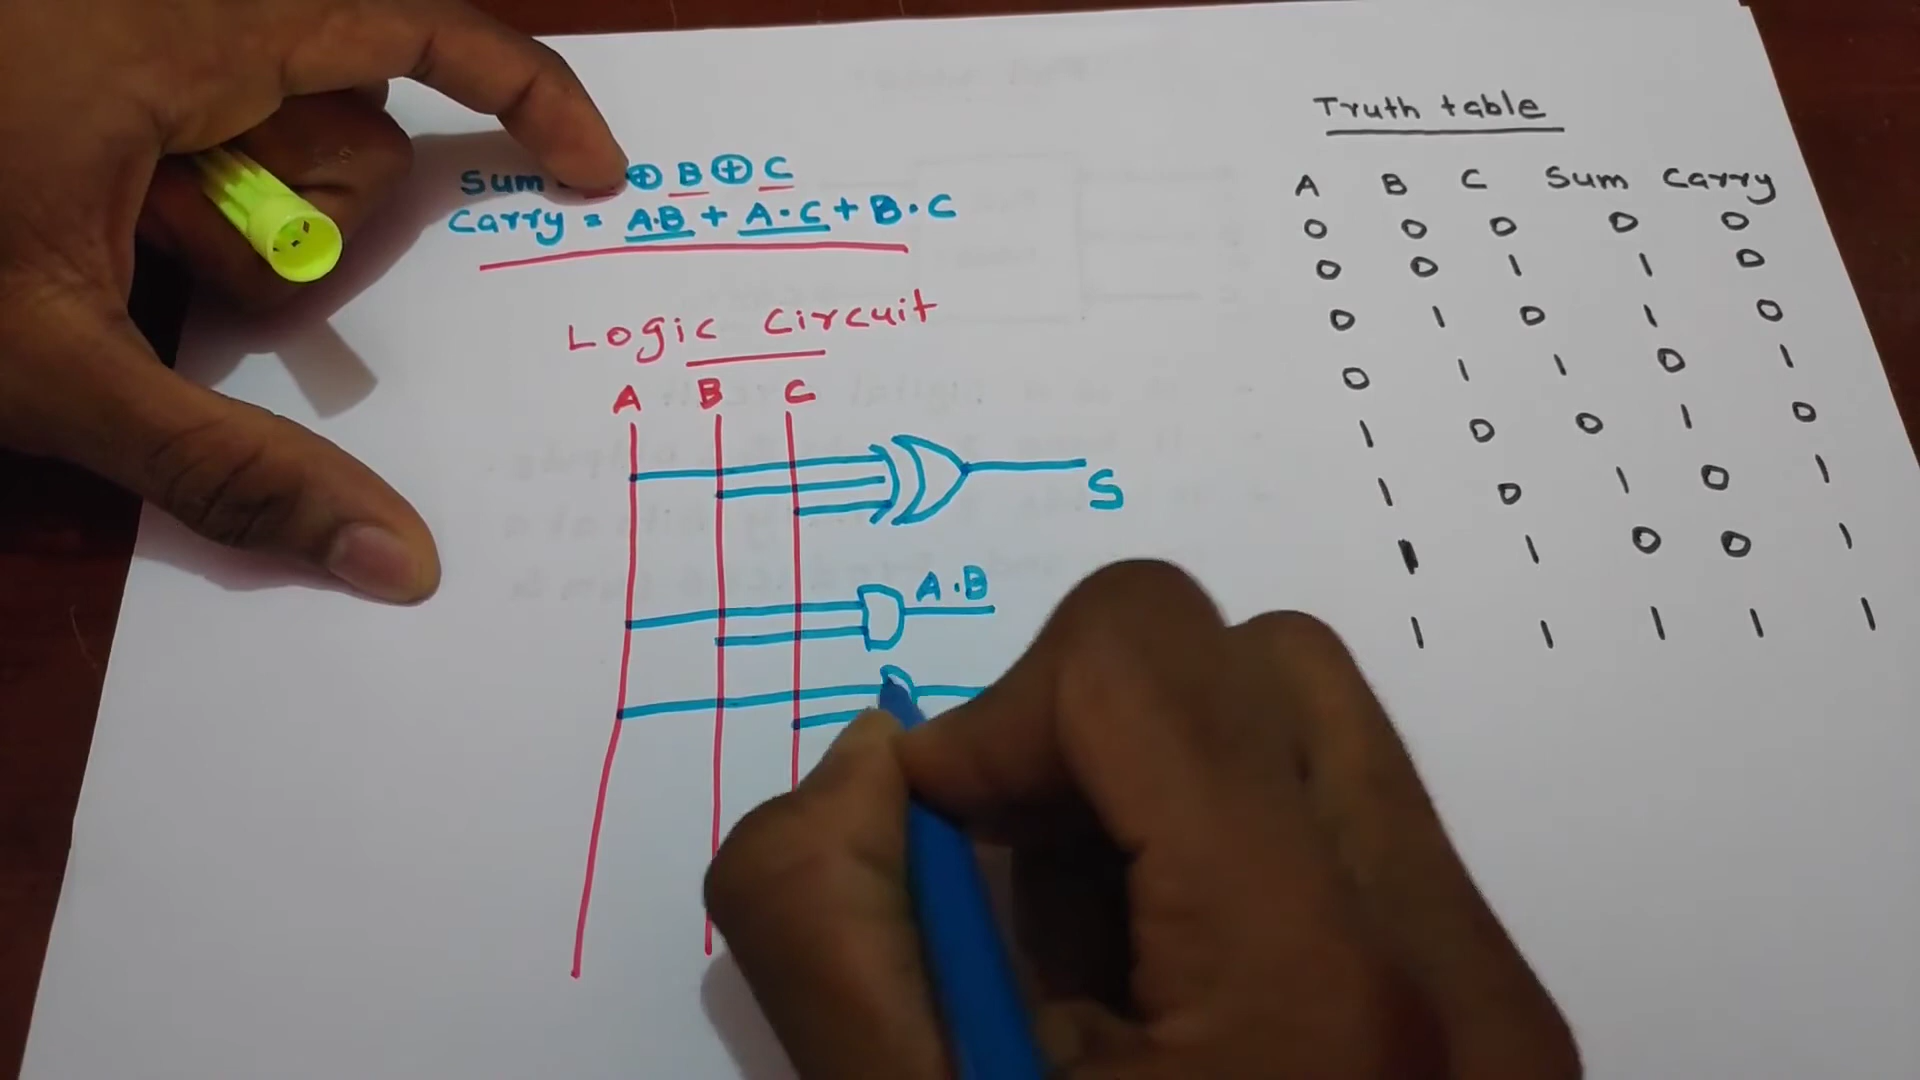 Sum = ⊕ B ⊕ C
Carry = A·B + A·C + B·C
Logic Circuit
A B C
S
A·B
Truth table
A B C Sum Carry
0 0 0 0 0
0 0 1 1 0
0 1 0 1 0
0 1 1 0 1
1 0 0 1 0
1 0 1 0 1
1 1 0 0 1
1 1 1 1 1